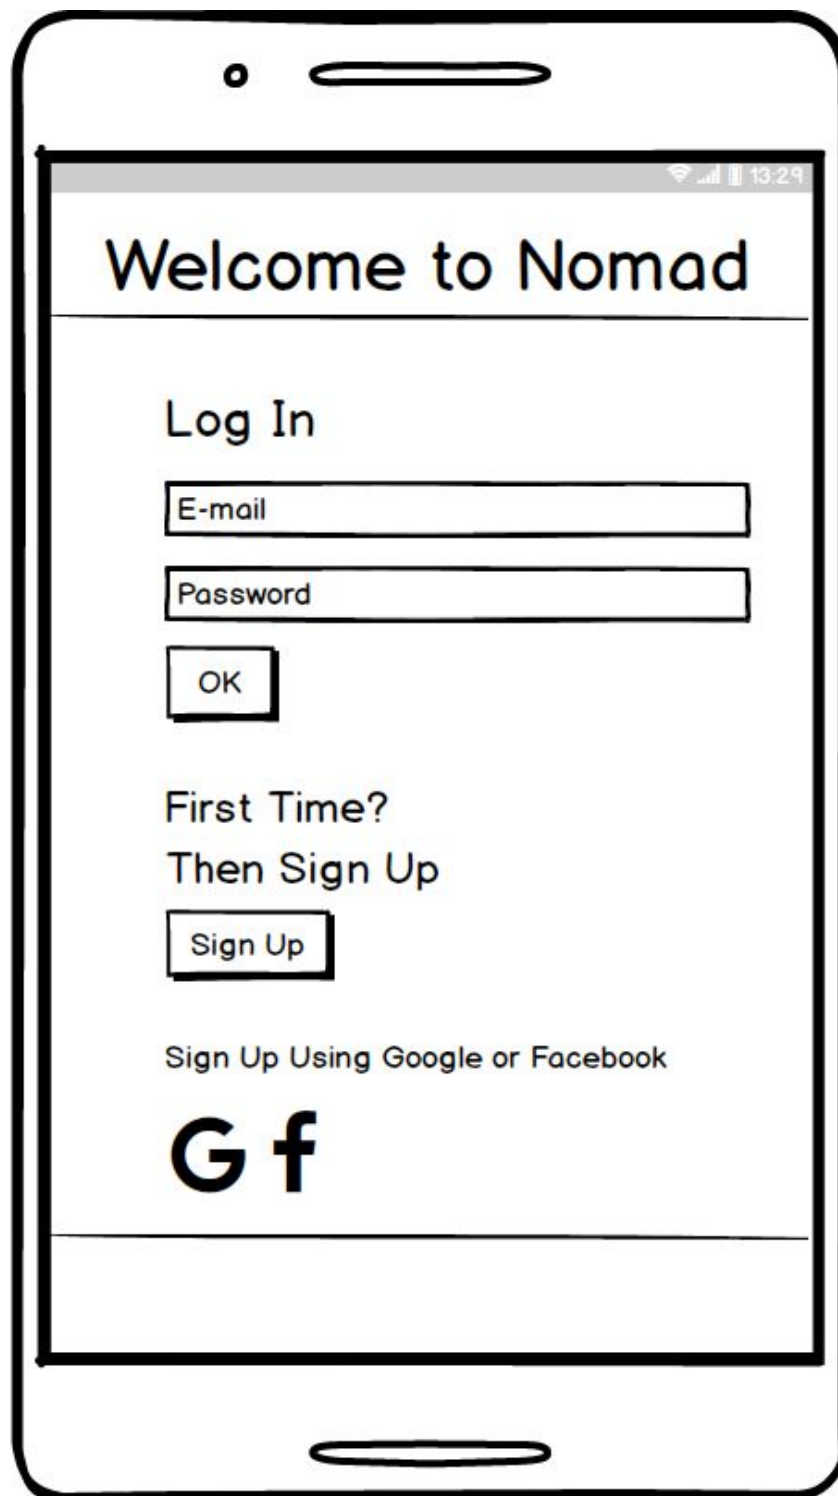 13:29
Welcome to Nomad
Log In
E-mail
Password
OK
First Time?
Then Sign Up
Sign Up
Sign Up Using Google or Facebook
G f